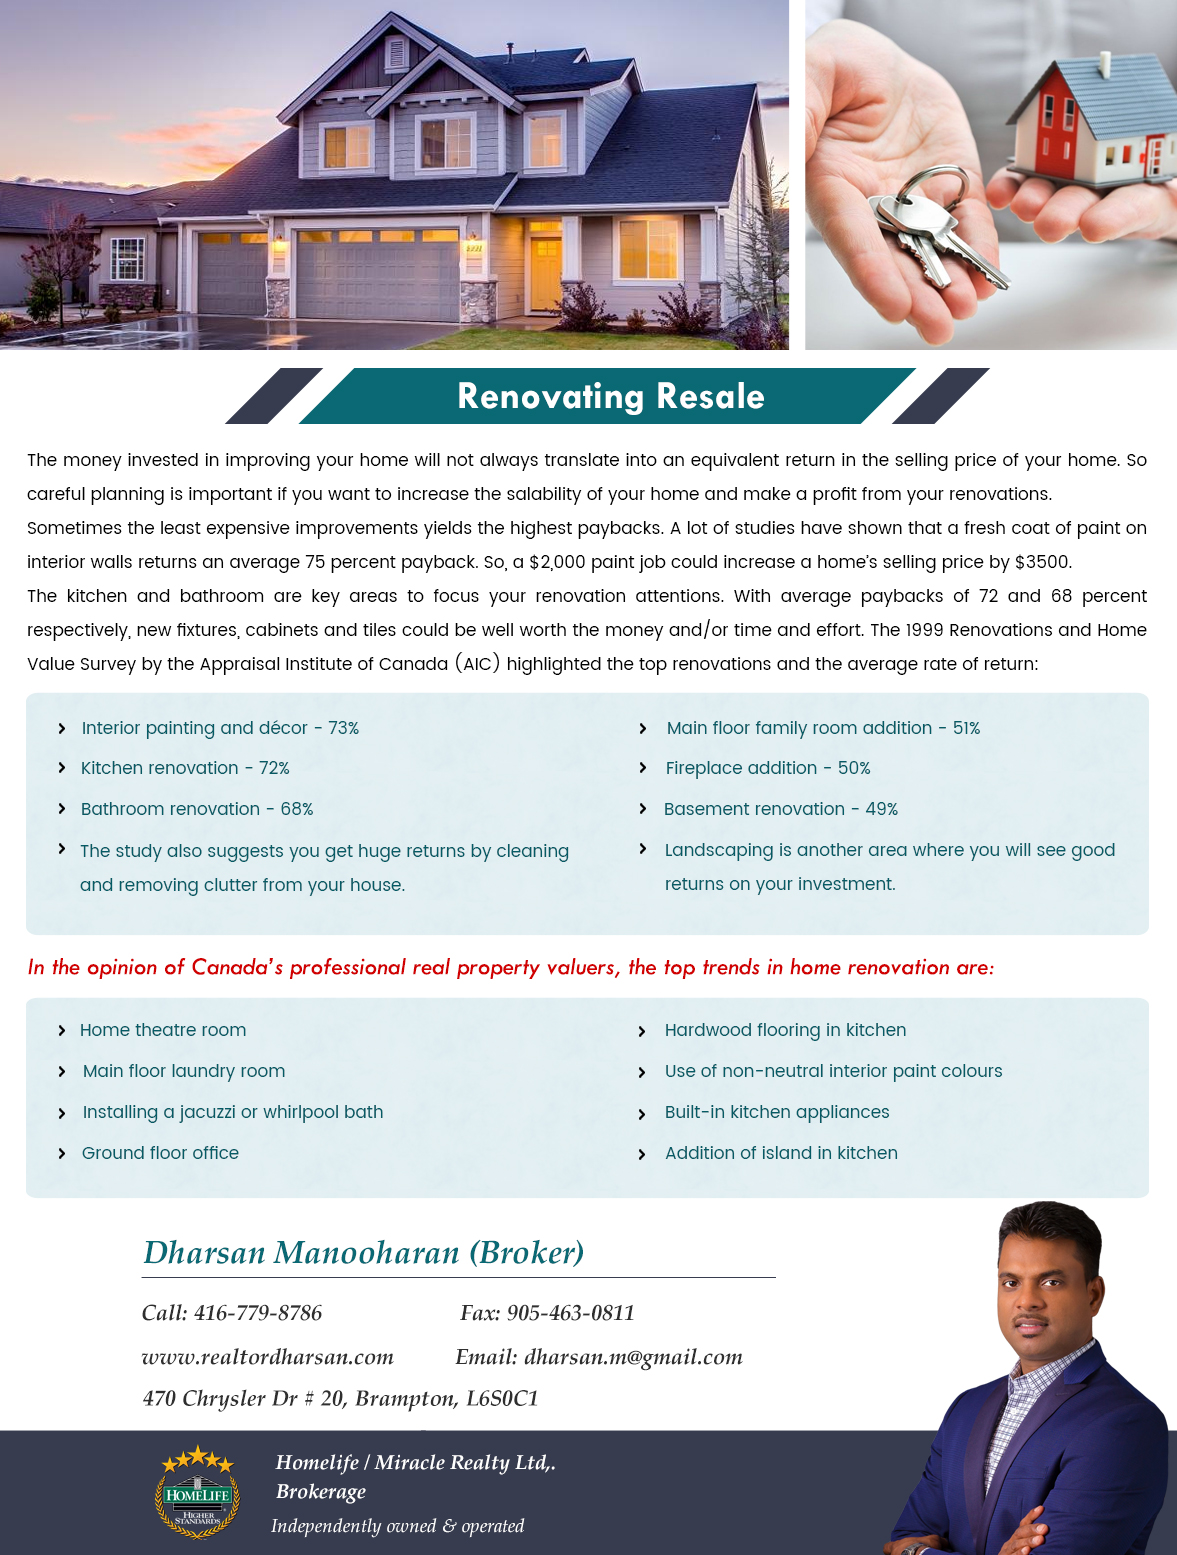 Renovating Resale
The money invested in improving your home will not always translate into an equivalent return in the selling price of your home. So
careful planning is important if you want to increase the salability of your home and make a profit from your renovations.
Sometimes the least expensive improvements yields the highest paybacks. A lot of studies have shown that a fresh coat of paint on
interior walls returns an average 75 percent payback. So, a $2,000 paint job could increase a home's selling price by $3500.
The kitchen and bathroom are key areas to focus your renovation attentions. With average paybacks of 72 and 68 percent
respectively, new fixtures, cabinets and tiles could be well worth the money and/or time and effort. The 1999 Renovations and Home
Value Survey by the Appraisal Institute of Canada (AIC) highlighted the top renovations and the average rate of return:
Interior painting and décor - 73%
Kitchen renovation - 72%
Bathroom renovation - 68%
The study also suggests you get huge returns by cleaning
and removing clutter from your house.
Main floor family room addition - 51%
Fireplace addition - 50%
Basement renovation - 49%
Landscaping is another area where you will see good
returns on your investment.
In the opinion of Canada's professional real property valuers, the top trends in home renovation are:
Home theatre room
Main floor laundry room
Installing a jacuzzi or whirlpool bath
Ground floor office
Hardwood flooring in kitchen
Use of non-neutral interior paint colours
Built-in kitchen appliances
Addition of island in kitchen
Dharsan Manooharan (Broker)
Call: 416-779-8786 Fax: 905-463-0811
www.realtordharsan.com Email: dharsan.m@gmail.com
470 Chrysler Dr # 20, Brampton, L6S0C1
HOMELIFE
HIGHER
STANDARDS
Homelife / Miracle Realty Ltd,.
Brokerage
Independently owned & operated